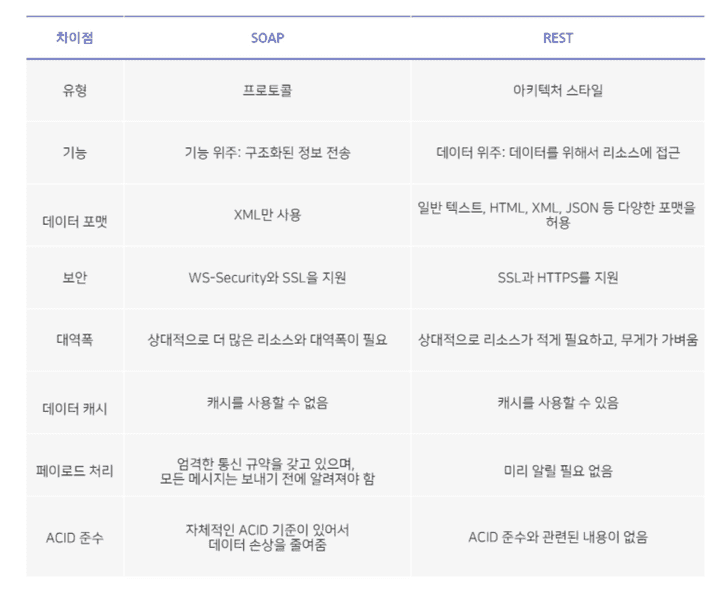 차이점 SOAP REST
유형 프로토콜 아키텍처 스타일
기능 기능 위주: 구조화된 정보 전송 데이터 위주: 데이터를 위해서 리소스에 접근
데이터 포맷 XML만 사용 일반 텍스트, HTML, XML, JSON 등 다양한 포맷을
허용
보안 WS-Security와 SSL을 지원 SSL과 HTTPS를 지원
대역폭 상대적으로 더 많은 리소스와 대역폭이 필요 상대적으로 리소스가 적게 필요하고, 무게가 가벼움
데이터 캐시 캐시를 사용할 수 없음 캐시를 사용할 수 있음
페이로드 처리 엄격한 통신 규약을 갖고 있으며,
모든 메시지는 보내기 전에 알려져야 함 미리 알릴 필요 없음
ACID 준수 자체적인 ACID 기준이 있어서
데이터 손상을 줄여줌 ACID 준수와 관련된 내용이 없음